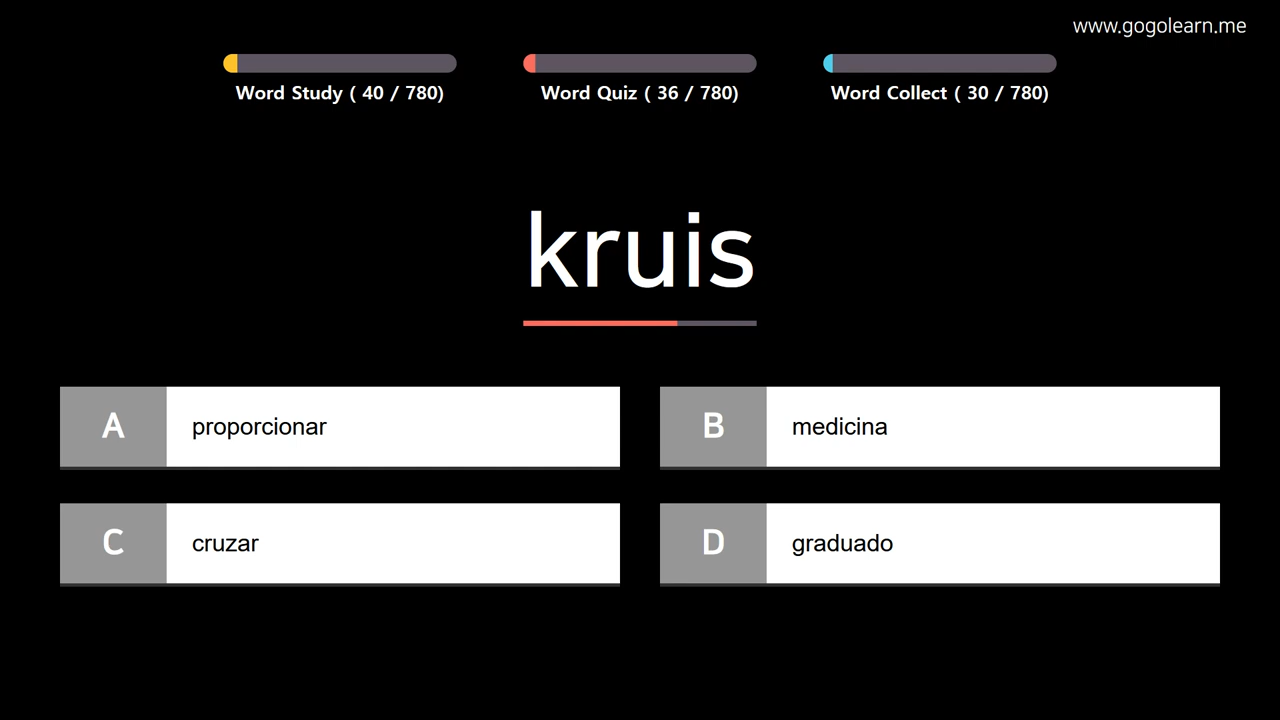 www.gogolearn.me
Word Study ( 40 / 780)
Word Quiz ( 36 / 780)
Word Collect ( 30 / 780)
kruis
A proporcionar
B medicina
C cruzar
D graduado